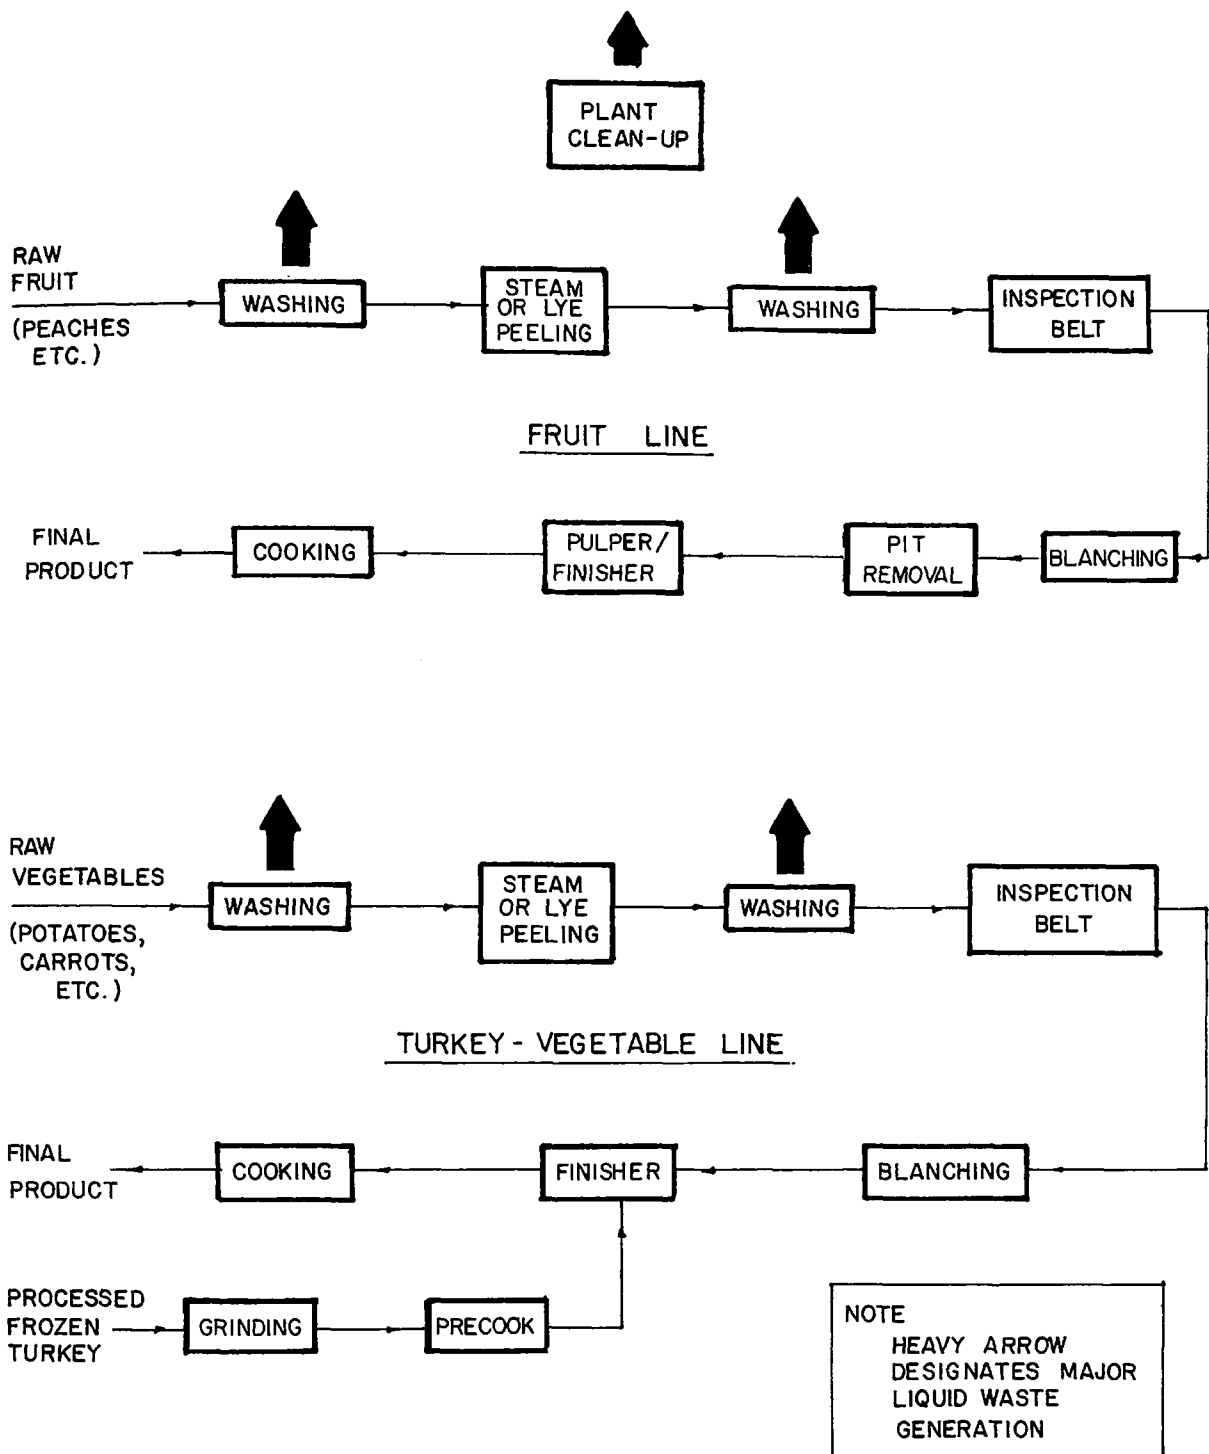 PLANT
CLEAN-UP
RAW
FRUIT
(PEACHES
ETC.)
WASHING
STEAM
OR LYE
PEELING
WASHING
INSPECTION
BELT
FRUIT LINE
FINAL
PRODUCT
COOKING
PULPER/
FINISHER
PIT
REMOVAL
BLANCHING
RAW
VEGETABLES
(POTATOES,
CARROTS,
ETC.)
WASHING
STEAM
OR LYE
PEELING
WASHING
INSPECTION
BELT
TURKEY - VEGETABLE LINE
FINAL
PRODUCT
COOKING
FINISHER
BLANCHING
PROCESSED
FROZEN
TURKEY
GRINDING
PRECOOK
NOTE
HEAVY ARROW
DESIGNATES MAJOR
LIQUID WASTE
GENERATION